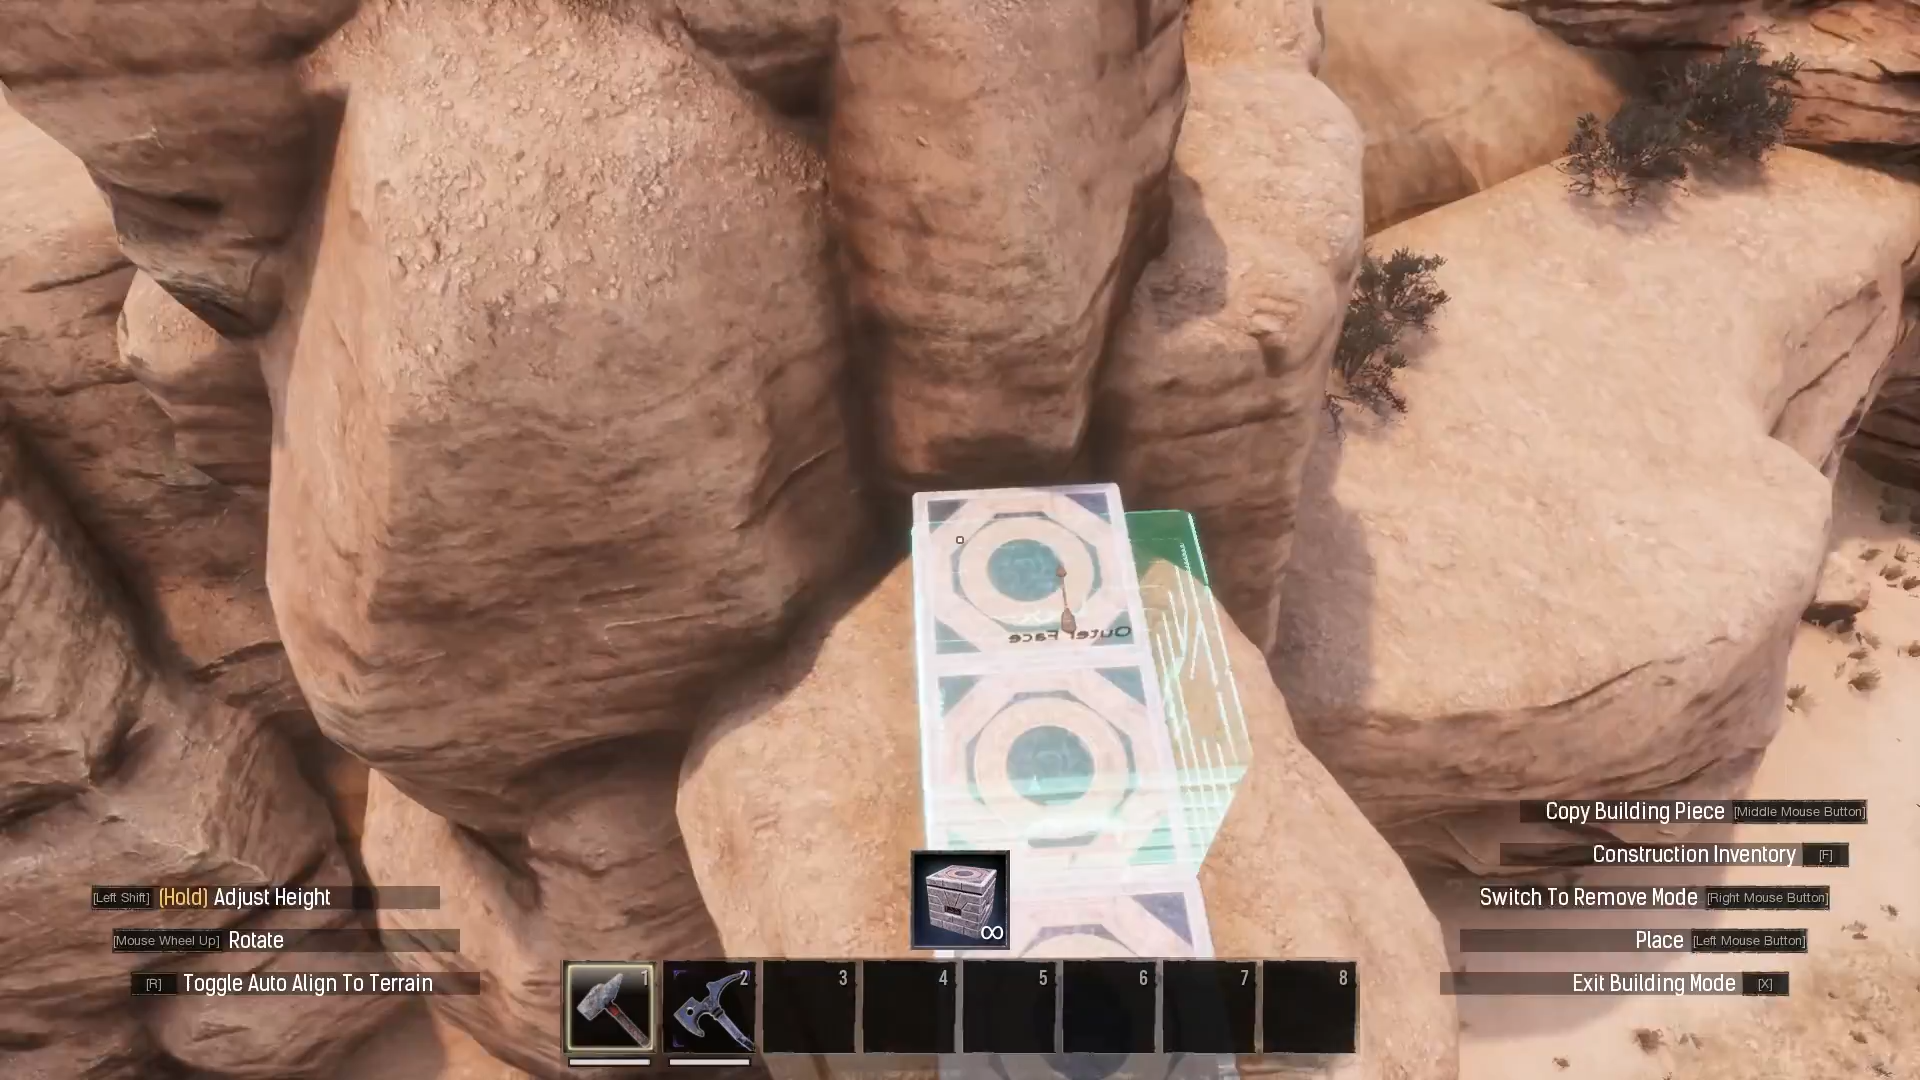 Outer Face
Copy Building Piece [Middle Mouse Button]
Construction Inventory [F]
[Left Shift] (Hold) Adjust Height
Switch To Remove Mode [Right Mouse Button]
[Mouse Wheel Up] Rotate
Place [Left Mouse Button]
[R] Toggle Auto Align To Terrain
Exit Building Mode [X]
∞
1 2 3 4 5 6 7 8